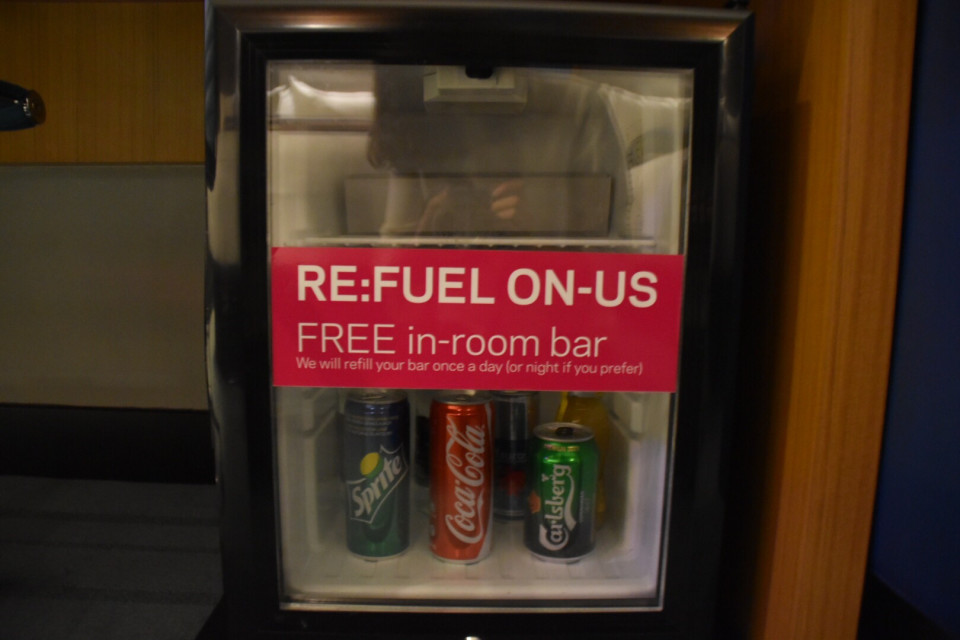 RE:FUEL ON-US
FREE in-room bar
We will refill your bar once a day (or night if you prefer)
Sprite
Coca-Cola
Carlsberg